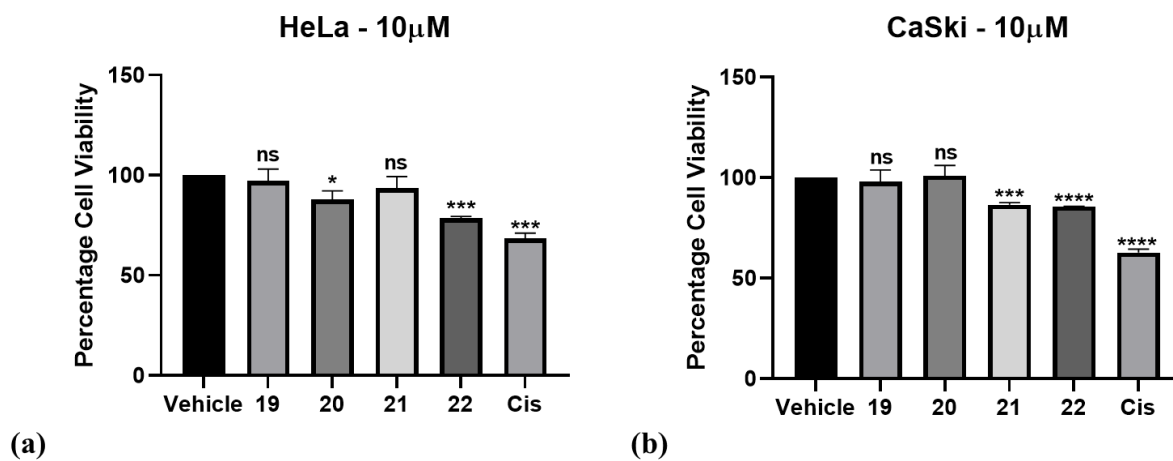 HeLa - 10µM
Percentage Cell Viability
150
100
50
0
ns
*
ns
***
***
Vehicle 19 20 21 22 Cis
(a)
CaSki - 10µM
Percentage Cell Viability
150
100
50
0
ns
ns
***
****
****
Vehicle 19 20 21 22 Cis
(b)